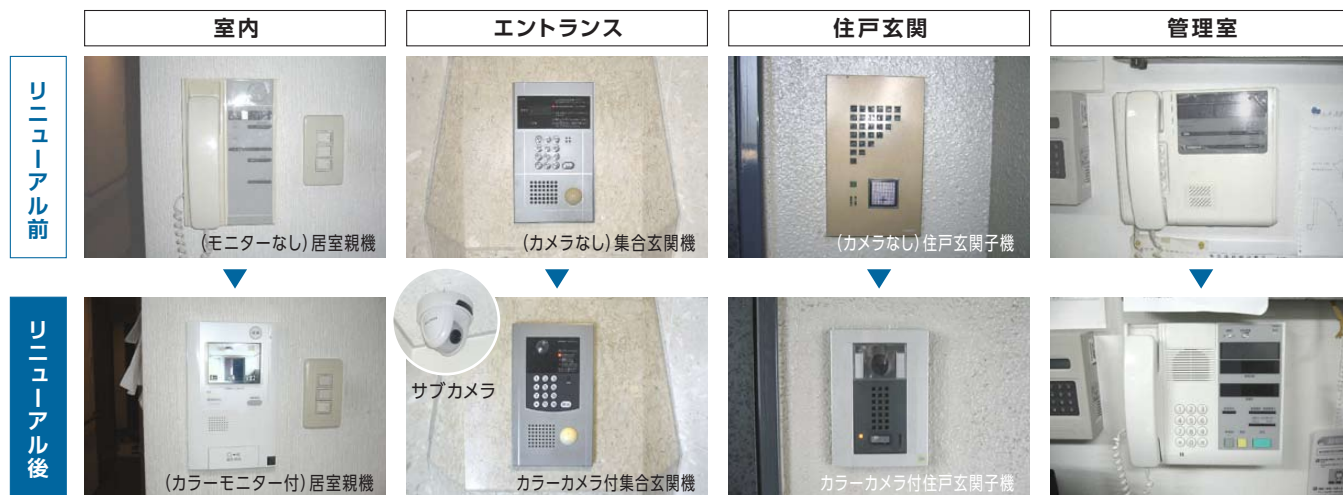 室内
エントランス
住戸玄関
管理室
リニューアル前
(モニターなし)居室親機
(カメラなし)集合玄関機
(カメラなし)住戸玄関子機
リニューアル後
サブカメラ
(カラーモニター付)居室親機
カラーカメラ付集合玄関機
カラーカメラ付住戸玄関子機